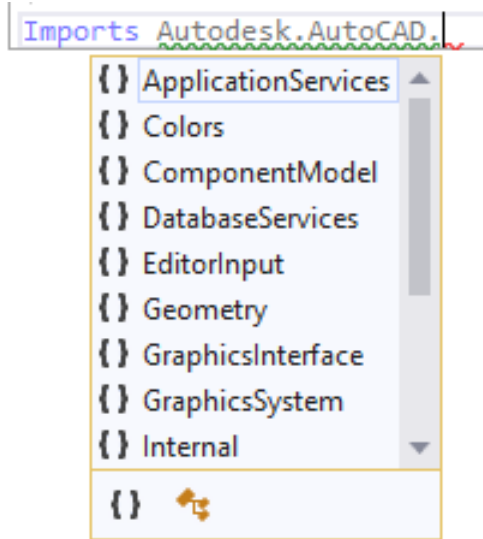 Imports Autodesk.AutoCAD.
{} ApplicationServices
{} Colors
{} ComponentModel
{} DatabaseServices
{} EditorInput
{} Geometry
{} GraphicsInterface
{} GraphicsSystem
{} Internal
{}